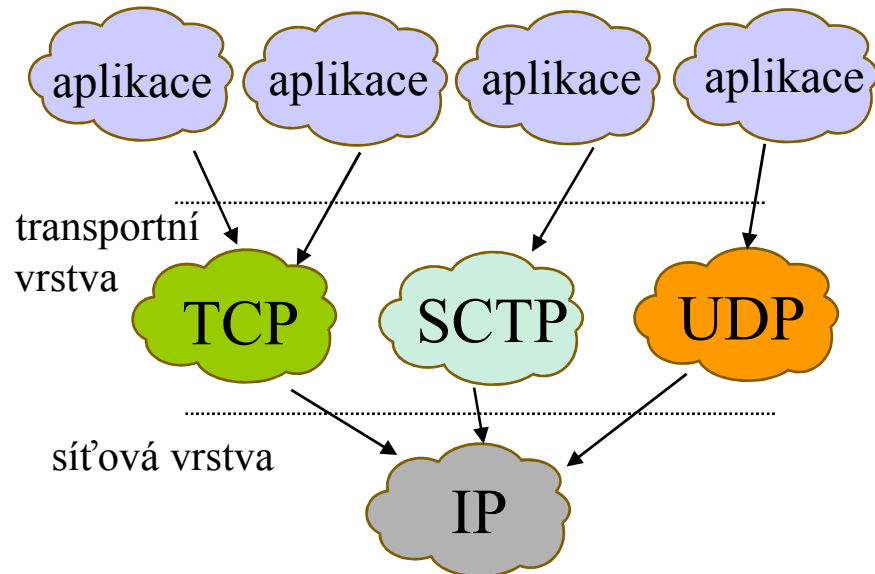 aplikace
aplikace
aplikace
aplikace
transportní
vrstva
TCP
SCTP
UDP
síťová vrstva
IP